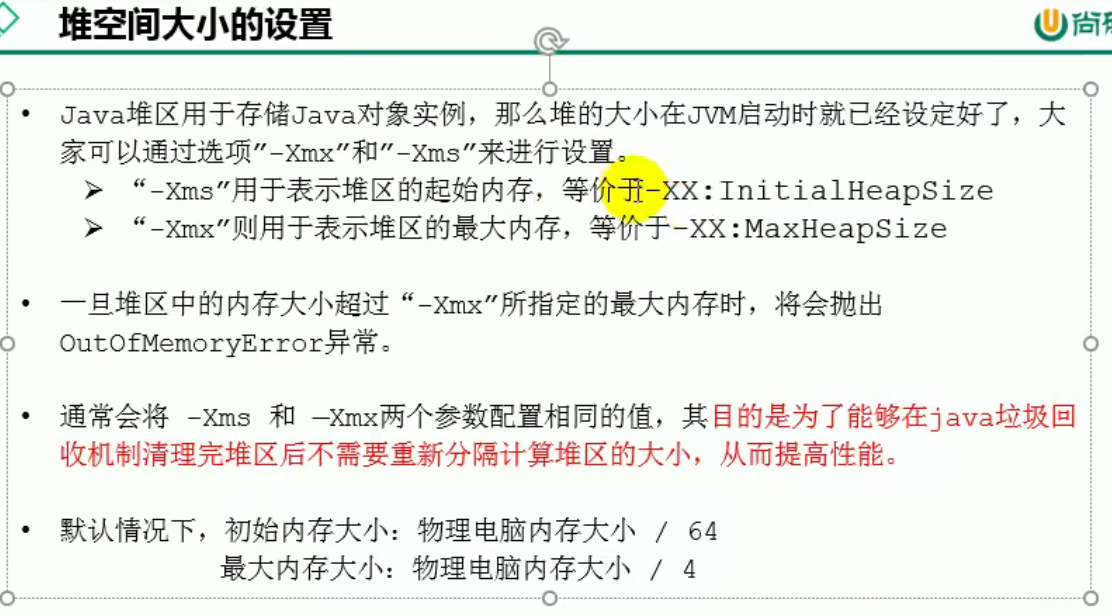 堆空间大小的设置
尚
• Java堆区用于存储Java对象实例，那么堆的大小在JVM启动时就已经设定好了，大
家可以通过选项”-Xmx”和”-Xms”来进行设置。
➢ “-Xms”用于表示堆区的起始内存，等价于-XX:InitialHeapSize
➢ “-Xmx”则用于表示堆区的最大内存，等价于-XX:MaxHeapSize
• 一旦堆区中的内存大小超过“-Xmx”所指定的最大内存时，将会抛出
OutOfMemoryError异常。
• 通常会将 -Xms 和 –Xmx两个参数配置相同的值，其目的是为了能够在java垃圾回
收机制清理完堆区后不需要重新分隔计算堆区的大小，从而提高性能。
• 默认情况下，初始内存大小：物理电脑内存大小 / 64
最大内存大小：物理电脑内存大小 / 4